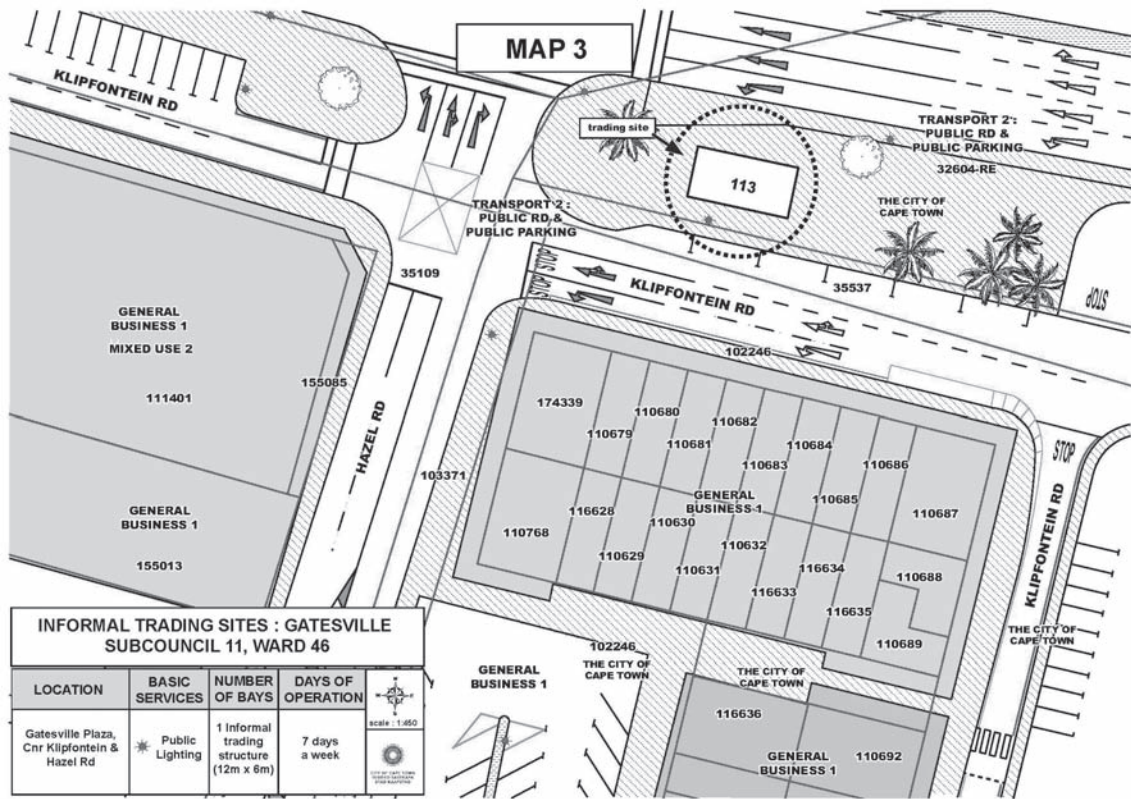 MAP 3
KLIPFONTEIN RD
trading site
113
TRANSPORT 2 :
PUBLIC RD &
PUBLIC PARKING
32604-RE
THE CITY OF
CAPE TOWN
TRANSPORT 2 :
PUBLIC RD &
PUBLIC PARKING
35109
STOP
STOP
KLIPFONTEIN RD
35537
STOP
102246
GENERAL
BUSINESS 1
MIXED USE 2
111401
155085
HAZEL RD
103371
174339
110679
110680
110681
110682
110683
110684
110685
110686
110687
GENERAL
BUSINESS 1
110768
116628
110629
110630
110631
110632
116633
116634
116635
110688
110689
STOP
KLIPFONTEIN RD
THE CITY OF
CAPE TOWN
GENERAL
BUSINESS 1
155013
102246
THE CITY OF
CAPE TOWN
GENERAL
BUSINESS 1
THE CITY OF
CAPE TOWN
116636
GENERAL
BUSINESS 1
110692
INFORMAL TRADING SITES : GATESVILLE
SUBCOUNCIL 11, WARD 46
LOCATION
BASIC
SERVICES
NUMBER
OF BAYS
DAYS OF
OPERATION
Gatesville Plaza,
Cnr Klipfontein &
Hazel Rd
Public
Lighting
1 Informal
trading
structure
(12m x 6m)
7 days
a week
scale : 1:450
CITY OF CAPE TOWN